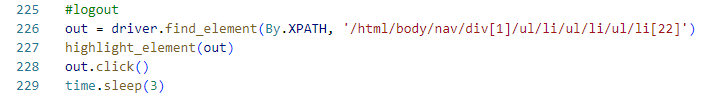 225 #logout
226 out = driver.find_element(By.XPATH, '/html/body/nav/div[1]/ul/li/ul/li/ul/li[22]')
227 highlight_element(out)
228 out.click()
229 time.sleep(3)